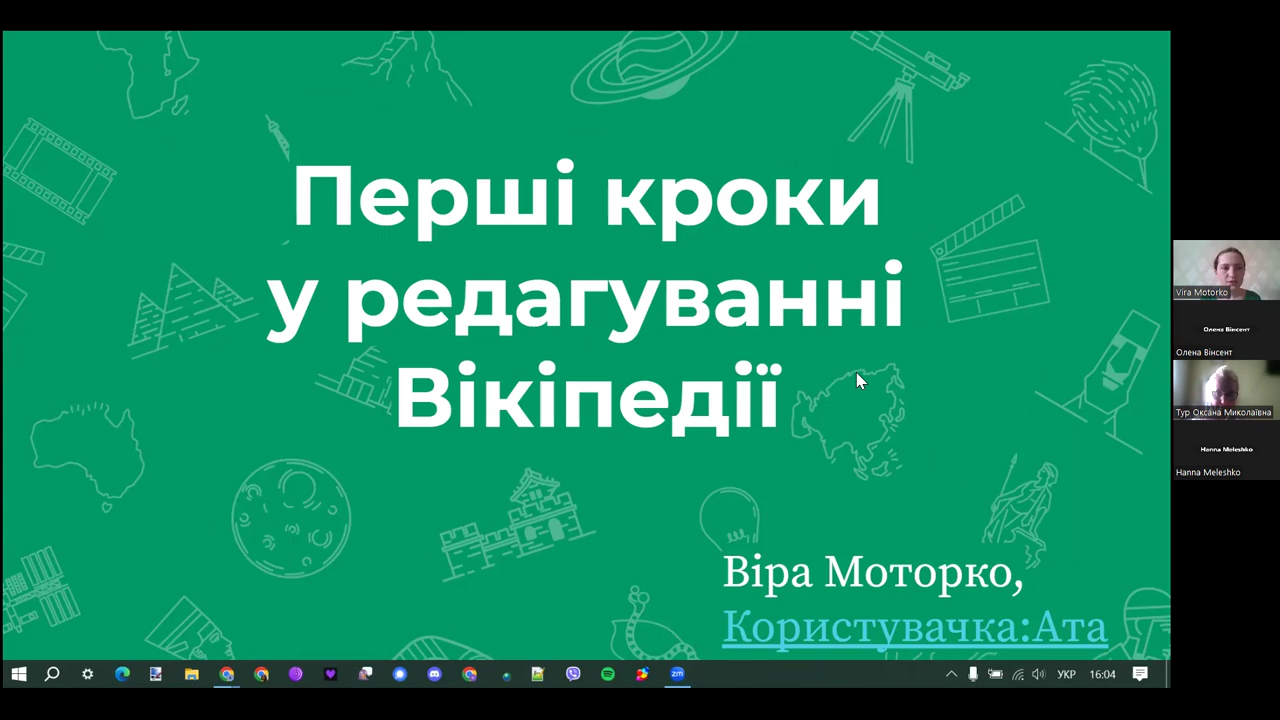 Перші кроки
у редагуванні
Вікіпедії
Віра Моторко,
Користувачка:Ата
Vira Motorko
Олена Вінсент
Олена Вінсент
Тур Оксана Миколаївна
Hanna Meleshko
Hanna Meleshko
zm
УКР
16:04